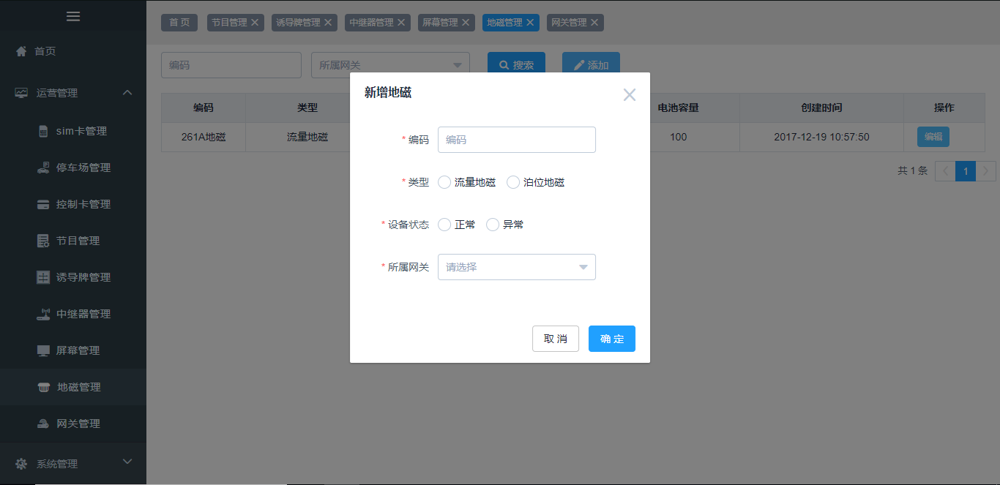 首 页 节目管理 诱导牌管理 中继器管理 屏幕管理 地磁管理 网关管理
首页
运营管理
sim卡管理
停车场管理
控制卡管理
节目管理
诱导牌管理
中继器管理
屏幕管理
地磁管理
网关管理
系统管理
编码 所属网关 搜索 添加
编码 类型 电池容量 创建时间 操作
261A地磁 流量地磁 100 2017-12-19 10:57:50 编辑
共 1 条 1
新增地磁
* 编码 编码
* 类型 流量地磁 泊位地磁
* 设备状态 正常 异常
* 所属网关 请选择
取 消 确 定